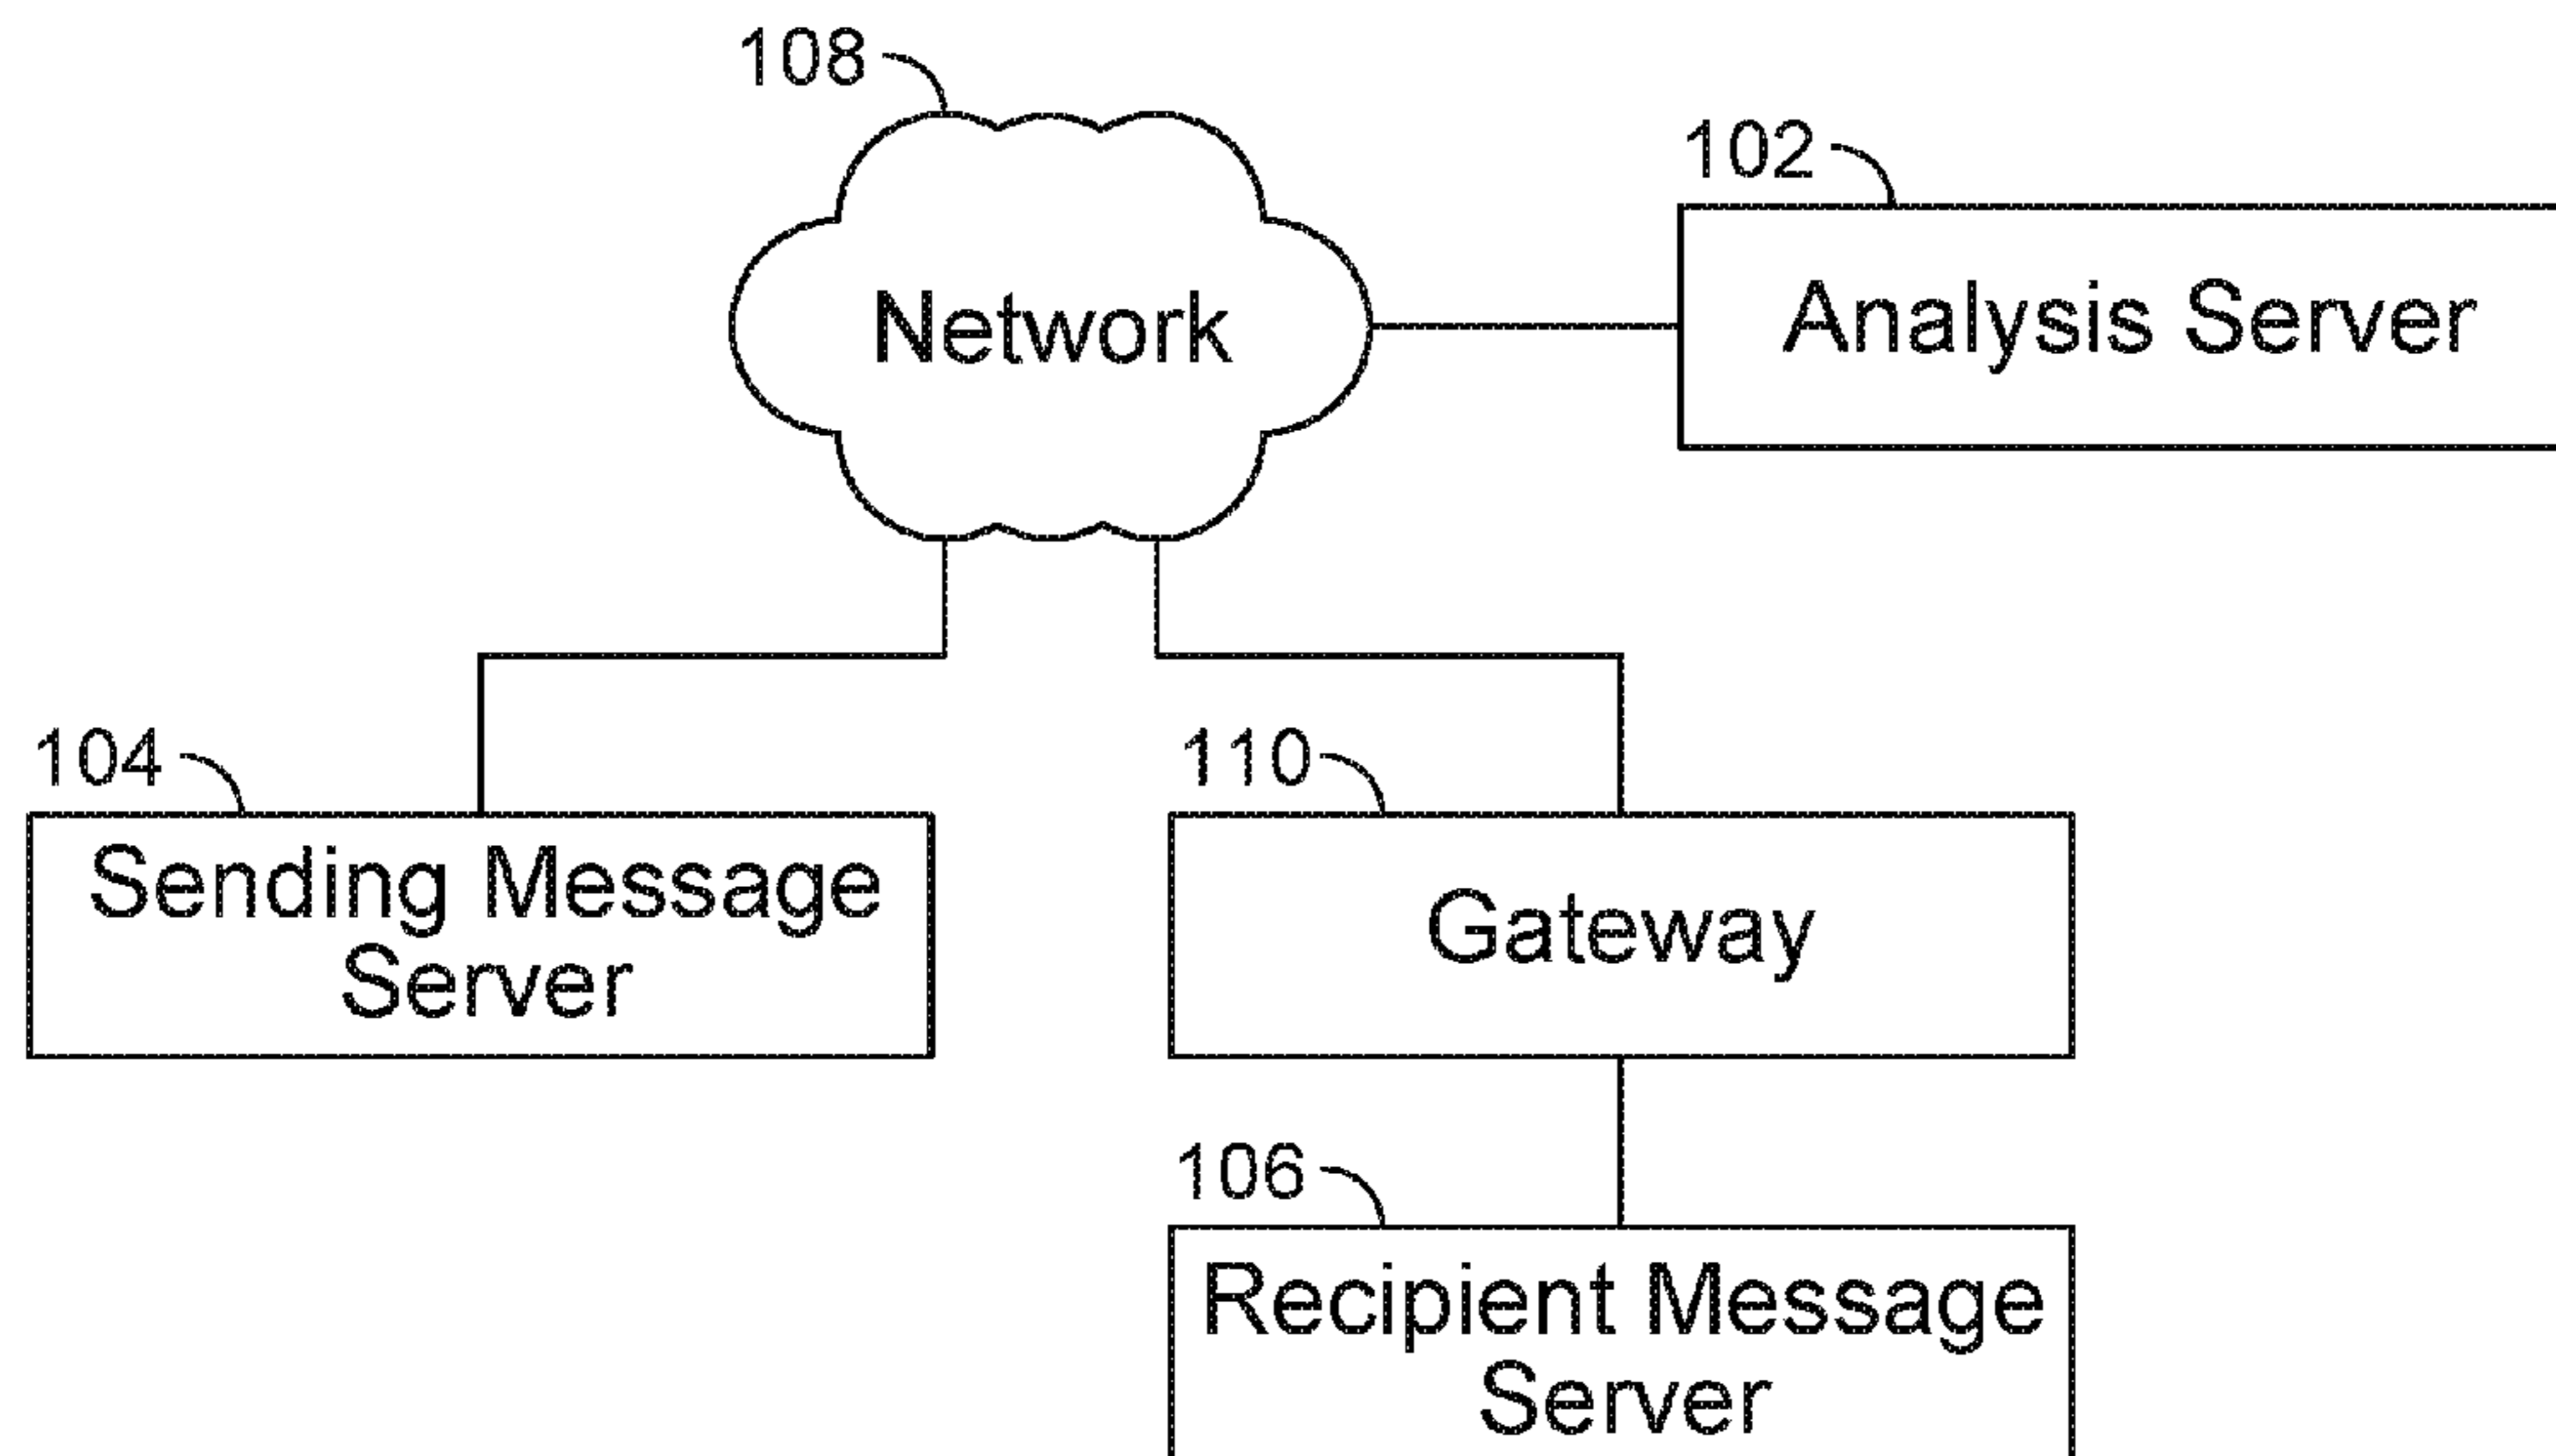 108
102
Network
Analysis Server
104
110
Sending Message
Server
Gateway
106
Recipient Message
Server